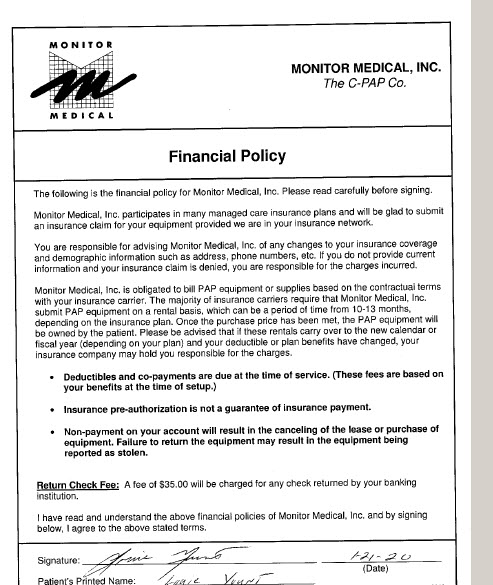 MONITOR
MEDICAL
MONITOR MEDICAL, INC.
The C-PAP Co.
Financial Policy
The following is the financial policy for Monitor Medical, Inc. Please read carefully before signing.
Monitor Medical, Inc. participates in many managed care insurance plans and will be glad to submit
an insurance claim for your equipment provided we are in your insurance network.
You are responsible for advising Monitor Medical, Inc. of any changes to your insurance coverage
and demographic information such as address, phone numbers, etc. If you do not provide current
information and your insurance claim is denied, you are responsible for the charges incurred.
Monitor Medical, Inc. is obligated to bill PAP equipment or supplies based on the contractual terms
with your insurance carrier. The majority of insurance carriers require that Monitor Medical, Inc.
submit PAP equipment on a rental basis, which can be a period of time from 10-13 months,
depending on the insurance plan. Once the purchase price has been met, the PAP equipment will
be owned by the patient. Please be advised that if these rentals carry over to the new calendar or
fiscal year (depending on your plan) and your deductible or plan benefits have changed, your
insurance company may hold you responsible for the charges.
• Deductibles and co-payments are due at the time of service. (These fees are based on
your benefits at the time of setup.)
• Insurance pre-authorization is not a guarantee of insurance payment.
• Non-payment on your account will result in the canceling of the lease or purchase of
equipment. Failure to return the equipment may result in the equipment being
reported as stolen.
Return Check Fee: A fee of $35.00 will be charged for any check returned by your banking
institution.
I have read and understand the above financial policies of Monitor Medical, Inc. and by signing
below, I agree to the above stated terms.
Signature: 1-21-20
(Date)
Patient's Printed Name: Yount